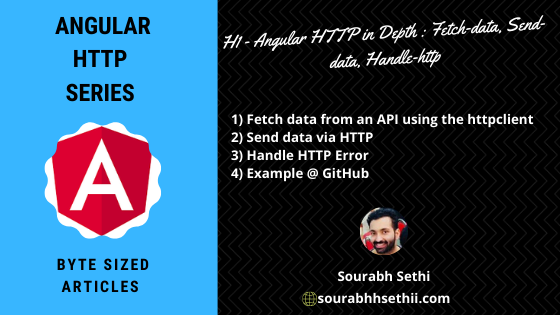 ANGULAR
HTTP
SERIES
A
BYTE SIZED
ARTICLES
H1 - Angular HTTP in Depth : Fetch-data, Send-
data, Handle-http
1) Fetch data from an API using the httpclient
2) Send data via HTTP
3) Handle HTTP Error
4) Example @ GitHub
Sourabh Sethi
sourabhhsethii.com